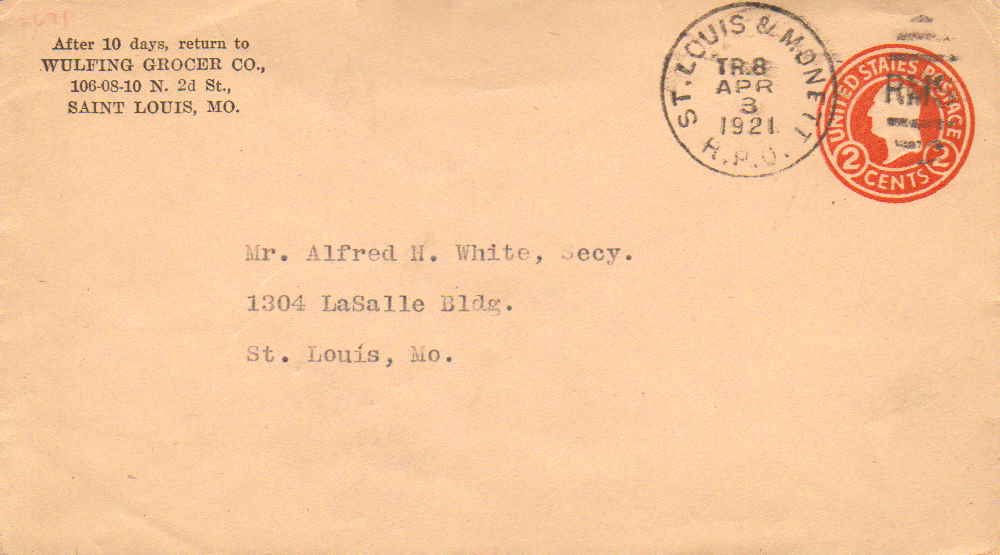 After 10 days, return to
WULFING GROCER CO.,
106-08-10 N. 2d St.,
SAINT LOUIS, MO.
ST. LOUIS & MONETT
TR.8
APR
3
1921
R.P.O.
RMS
UNITED STATES POSTAGE
2 CENTS 2
Mr. Alfred H. White, Secy.
1304 LaSalle Bldg.
St. Louis, Mo.